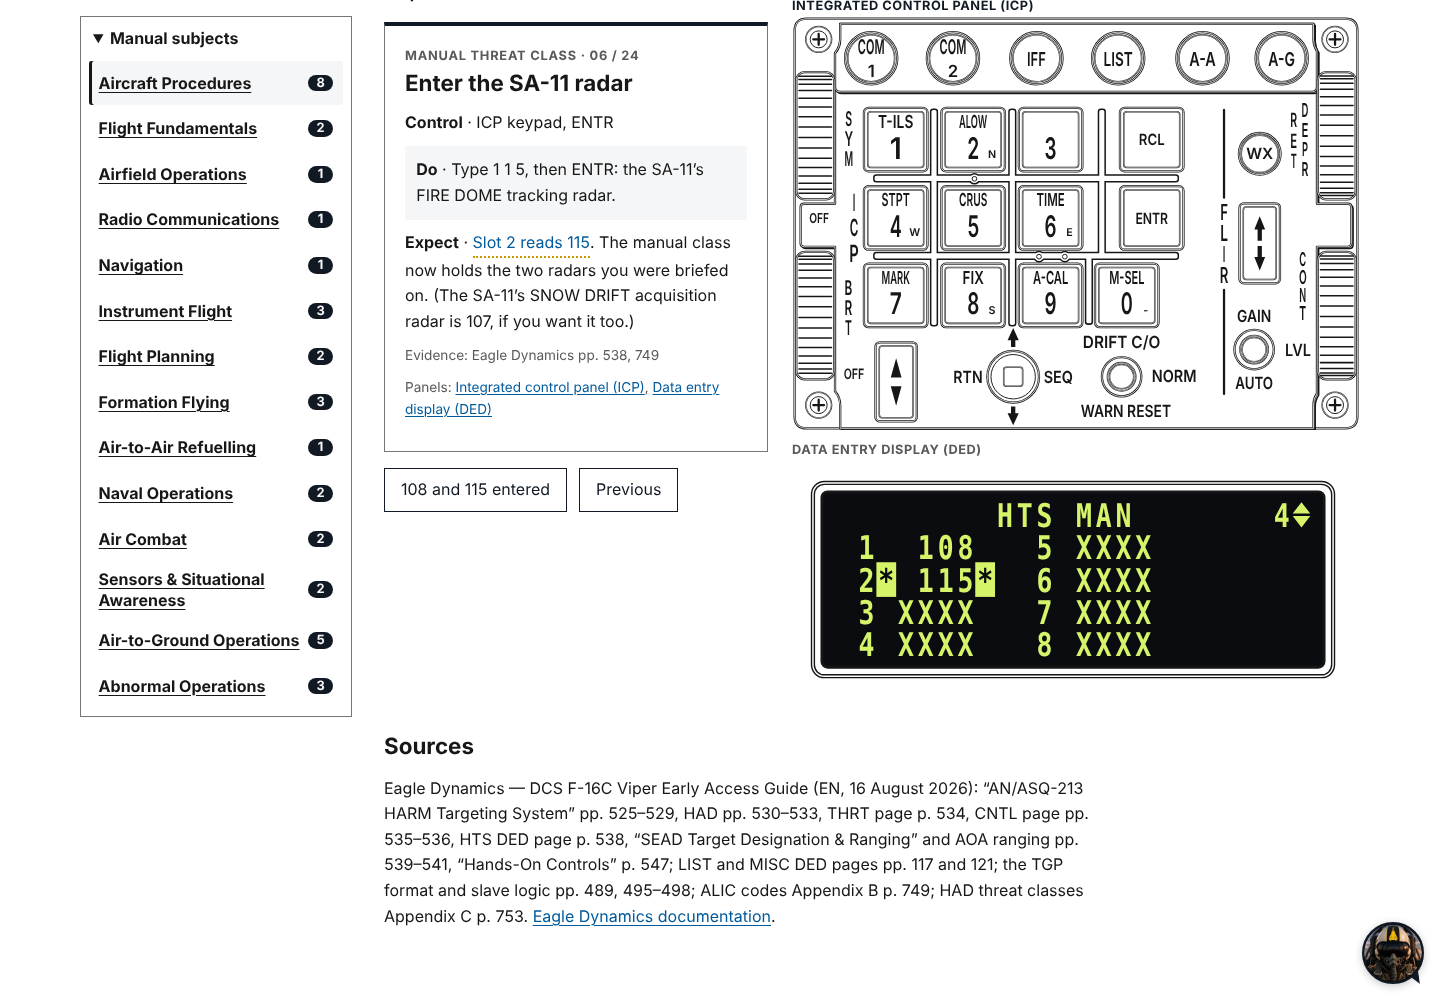 ▼ Manual subjects
Aircraft Procedures 8
Flight Fundamentals 2
Airfield Operations 1
Radio Communications 1
Navigation 1
Instrument Flight 3
Flight Planning 2
Formation Flying 3
Air-to-Air Refuelling 1
Naval Operations 2
Air Combat 2
Sensors & Situational
Awareness 2
Air-to-Ground Operations 5
Abnormal Operations 3
MANUAL THREAT CLASS · 06 / 24
Enter the SA-11 radar
Control · ICP keypad, ENTR
Do · Type 1 1 5, then ENTR: the SA-11’s
FIRE DOME tracking radar.
Expect · Slot 2 reads 115. The manual class
now holds the two radars you were briefed
on. (The SA-11’s SNOW DRIFT acquisition
radar is 107, if you want it too.)
Evidence: Eagle Dynamics pp. 538, 749
Panels: Integrated control panel (ICP), Data entry
display (DED)
108 and 115 entered
Previous
INTEGRATED CONTROL PANEL (ICP)
COM 1
COM 2
IFF
LIST
A-A
A-G
SYM
T-ILS 1
ALOW 2 N
3
RCL
WX
RET
DEPR
OFF
ICP
STPT 4 W
CRUS 5
TIME 6 E
ENTR
FLIR
BRT
MARK 7
FIX 8 S
A-CAL 9
M-SEL 0 -
CONT
GAIN
LVL
AUTO
OFF
RTN
SEQ
DRIFT C/O
NORM
WARN RESET
DATA ENTRY DISPLAY (DED)
HTS MAN 4
1 108 5 XXXX
2* 115* 6 XXXX
3 XXXX 7 XXXX
4 XXXX 8 XXXX
Sources
Eagle Dynamics — DCS F-16C Viper Early Access Guide (EN, 16 August 2026): “AN/ASQ-213
HARM Targeting System” pp. 525–529, HAD pp. 530–533, THRT page p. 534, CNTL page pp.
535–536, HTS DED page p. 538, “SEAD Target Designation & Ranging” and AOA ranging pp.
539–541, “Hands-On Controls” p. 547; LIST and MISC DED pages pp. 117 and 121; the TGP
format and slave logic pp. 489, 495–498; ALIC codes Appendix B p. 749; HAD threat classes
Appendix C p. 753. Eagle Dynamics documentation.